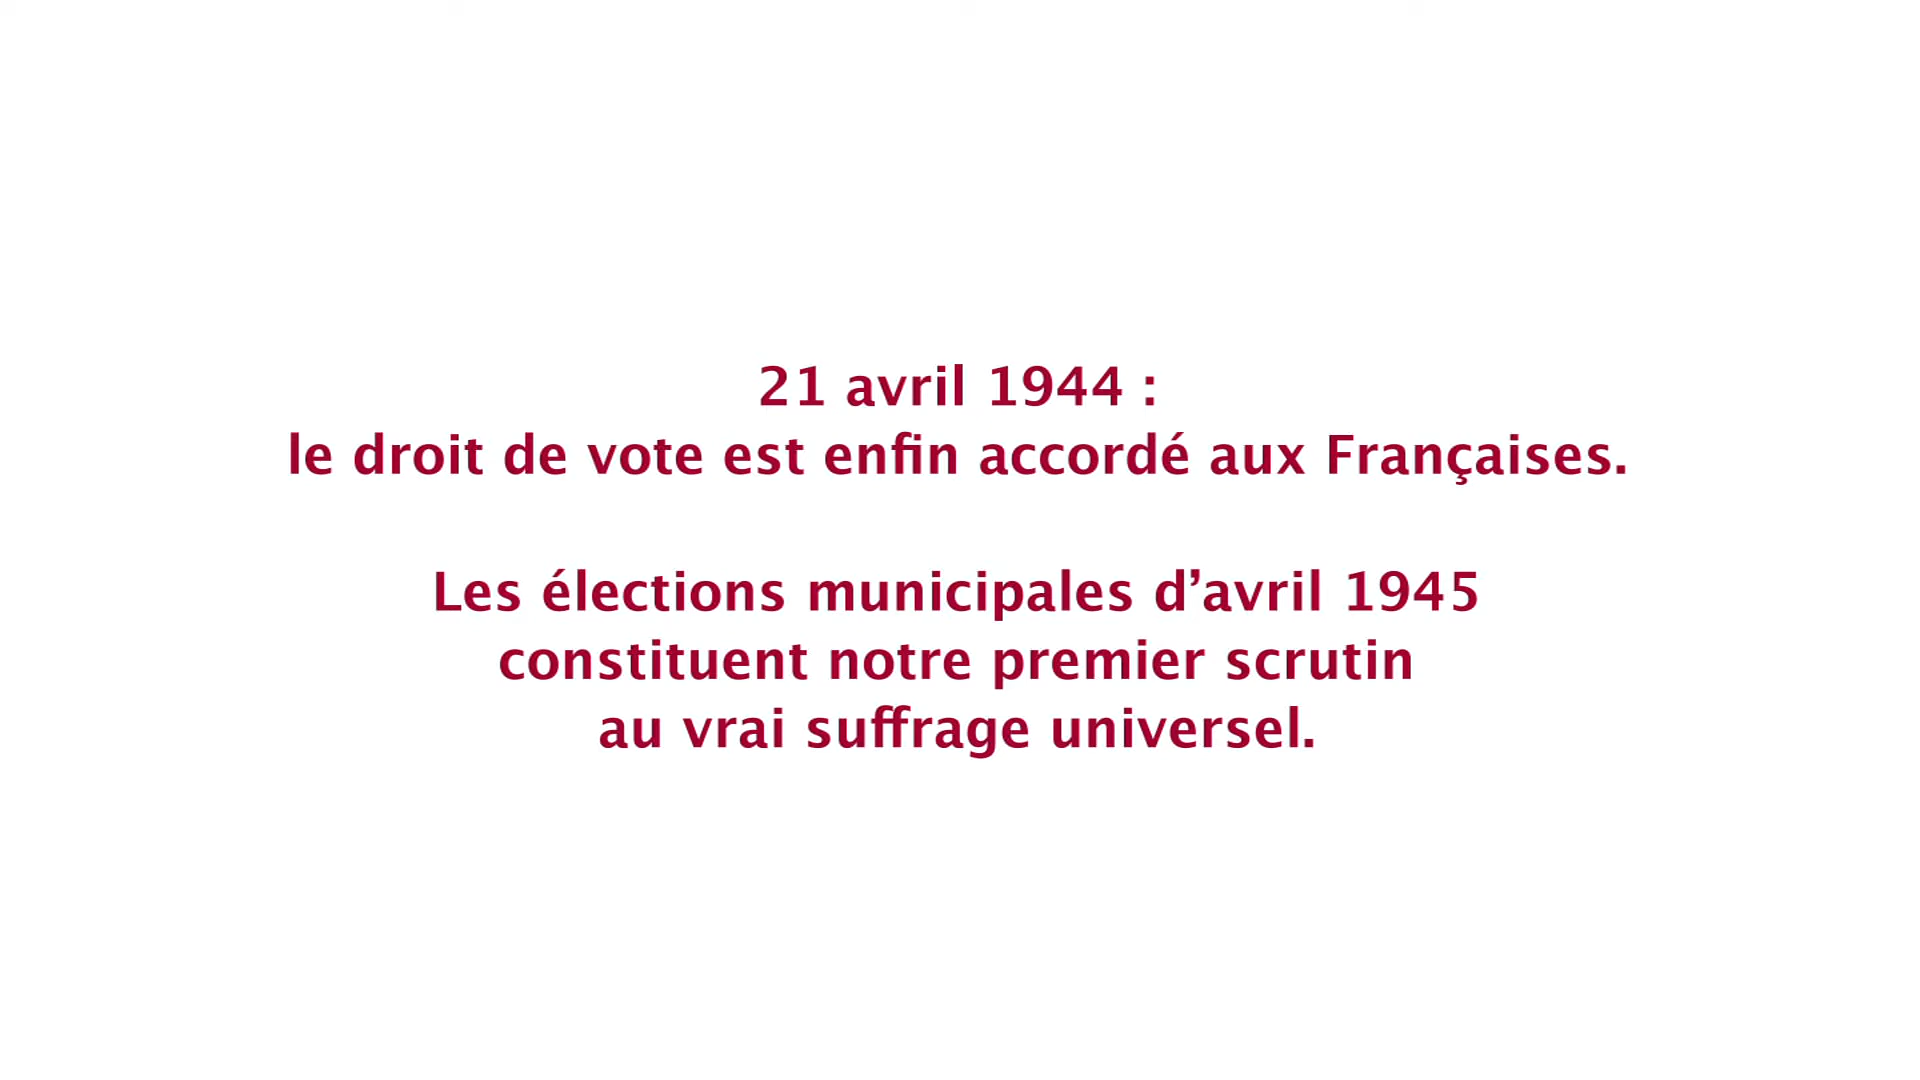 21 avril 1944 :
le droit de vote est enfin accordé aux Françaises.
Les élections municipales d’avril 1945
constituent notre premier scrutin
au vrai suffrage universel.